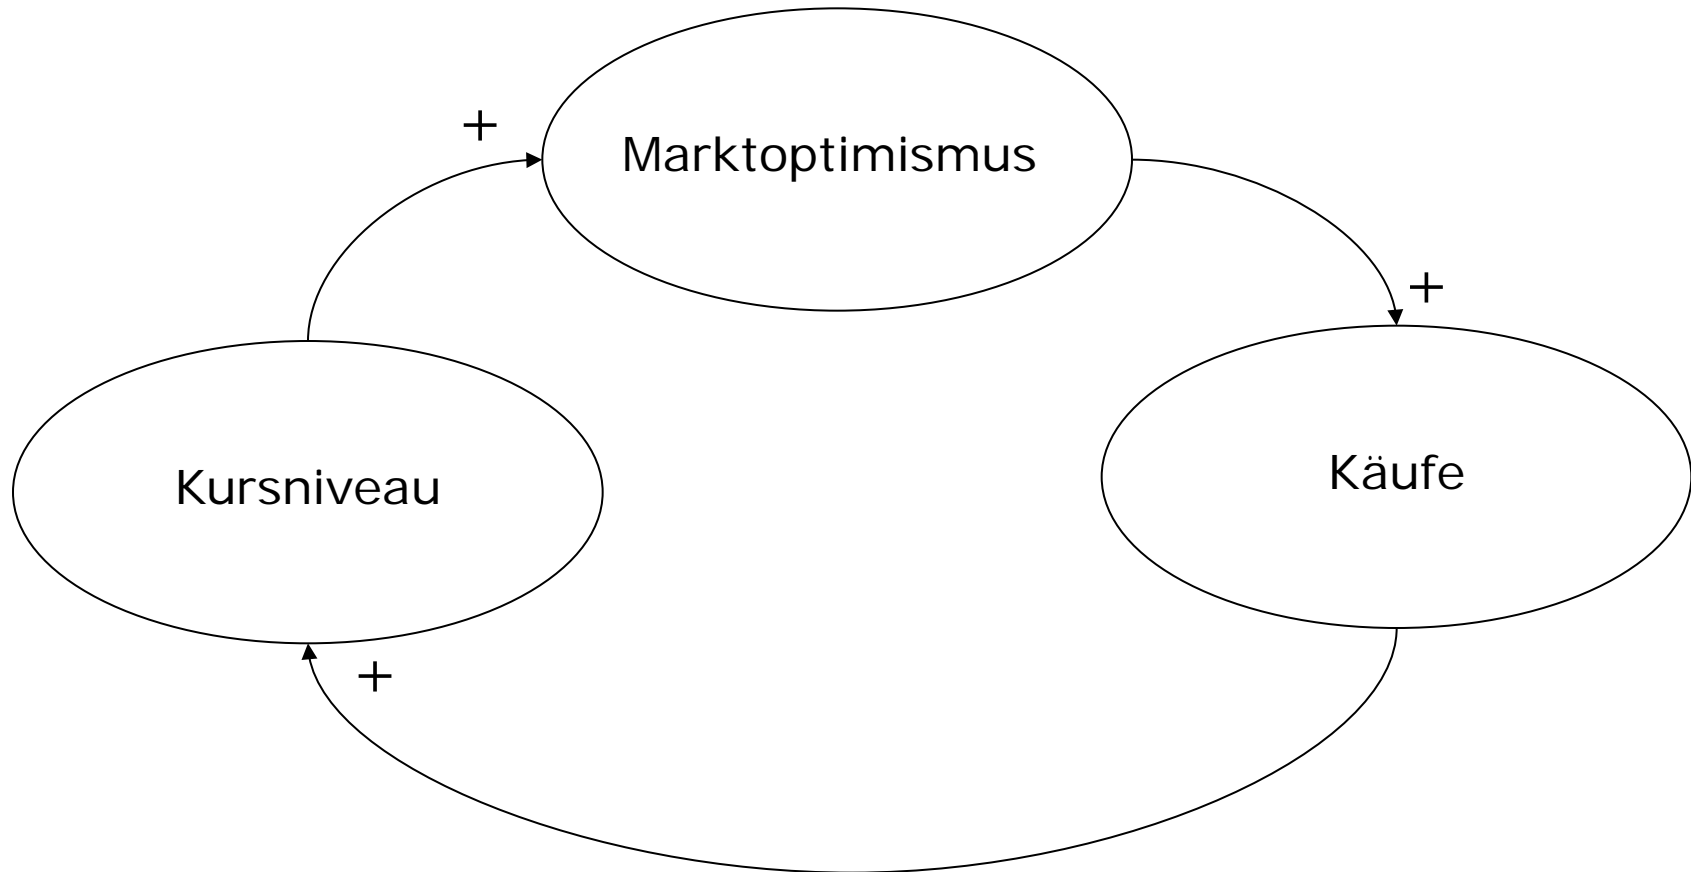 +
Marktoptimismus
+
Kursniveau
Käufe
+